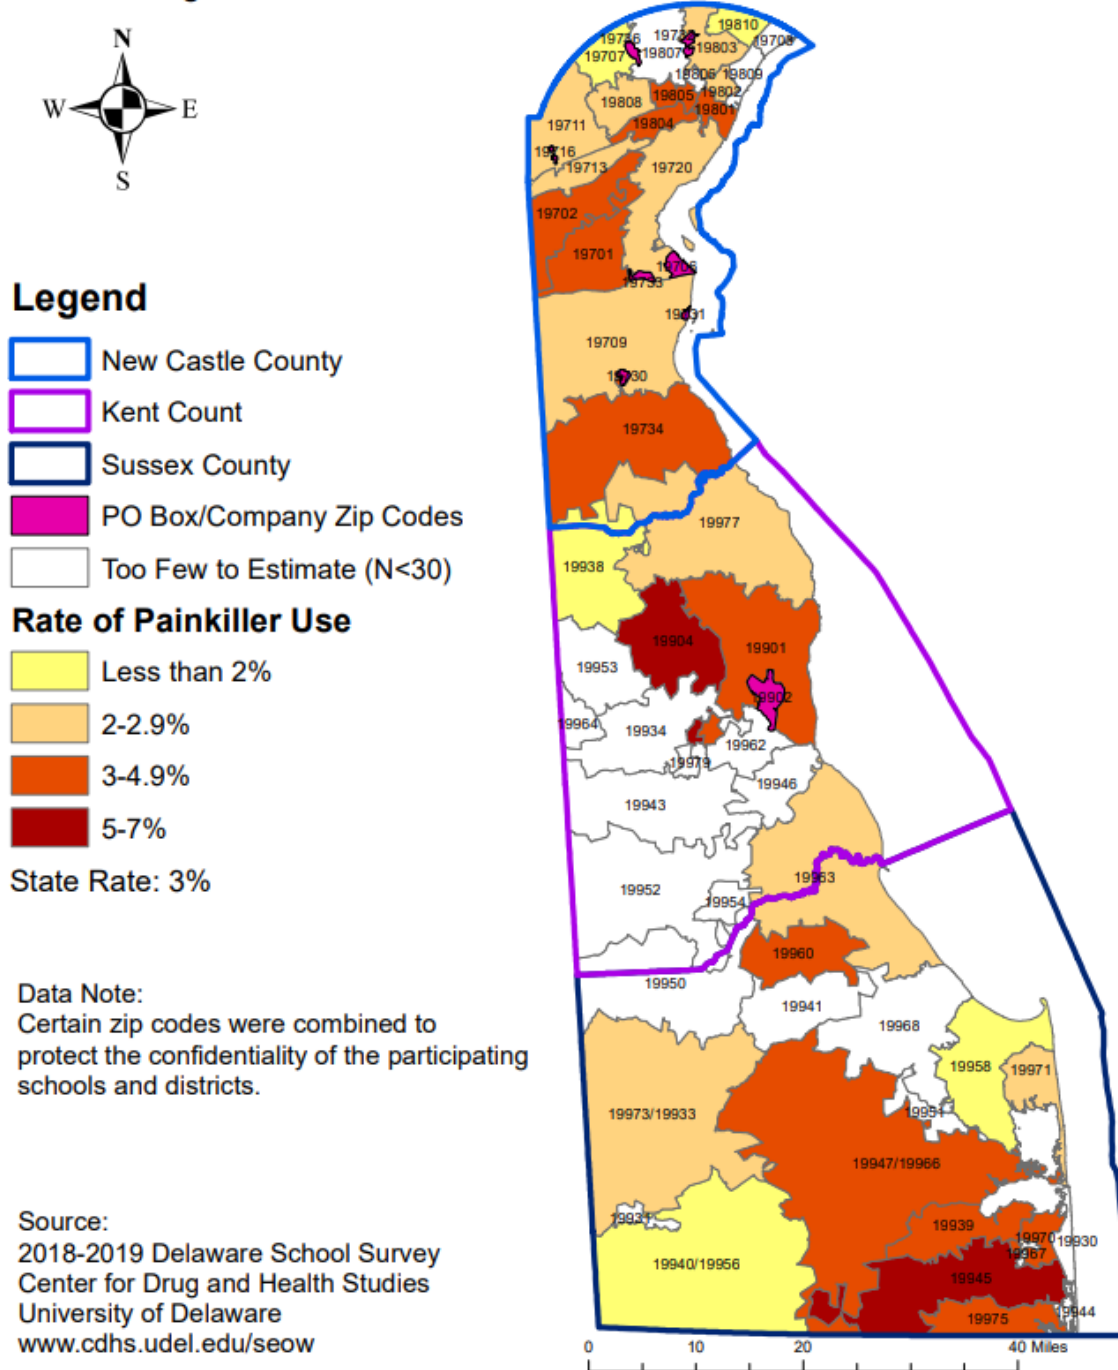 N
W E
S
Legend
New Castle County
Kent Count
Sussex County
PO Box/Company Zip Codes
Too Few to Estimate (N<30)
Rate of Painkiller Use
Less than 2%
2-2.9%
3-4.9%
5-7%
State Rate: 3%
Data Note:
Certain zip codes were combined to
protect the confidentiality of the participating
schools and districts.
Source:
2018-2019 Delaware School Survey
Center for Drug and Health Studies
University of Delaware
www.cdhs.udel.edu/seow
19810
19803
19707
19807
19809
19802
19808
19805
19801
19804
19711
19713
19720
19702
19701
19709
19734
19977
19938
19904
19901
19953
19902
19964
19934
19962
19979
19946
19943
19963
19952
19954
19960
19950
19941
19968
19958
19971
19973/19933
19951
19947/19966
19931
19939
19970
19930
19967
19940/19956
19945
19944
19975
0 10 20 40 Miles